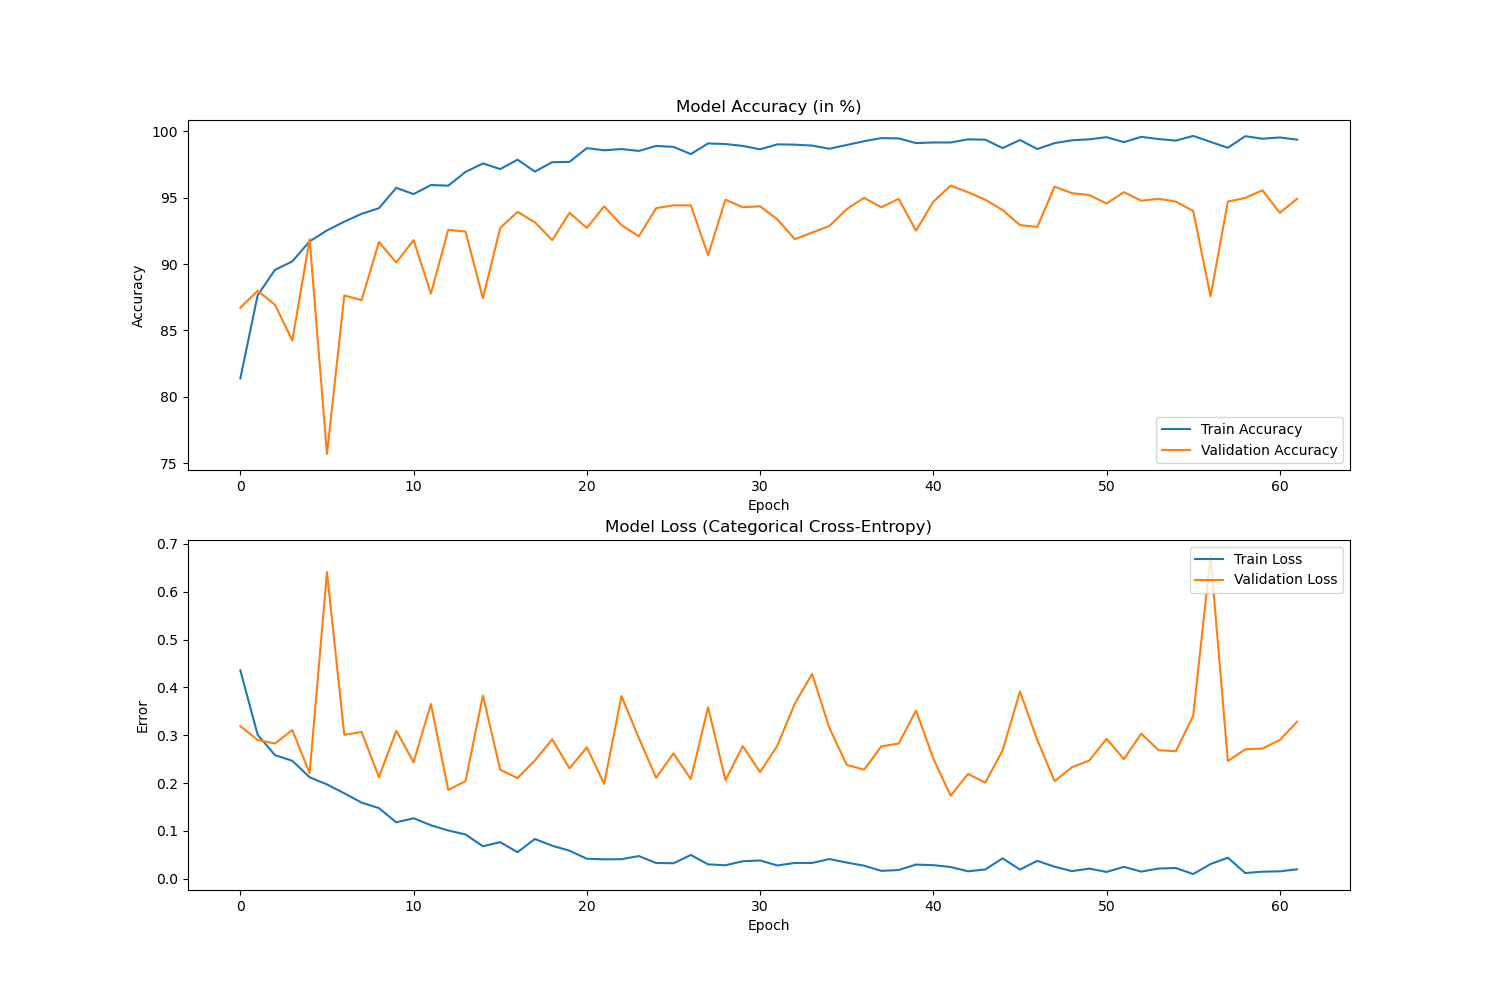 Model Accuracy (in %)
100
95
90
85
80
75
Accuracy
Train Accuracy
Validation Accuracy
0 10 20 30 40 50 60
Epoch
Model Loss (Categorical Cross-Entropy)
0.7
0.6
0.5
0.4
0.3
0.2
0.1
0.0
Error
Train Loss
Validation Loss
0 10 20 30 40 50 60
Epoch